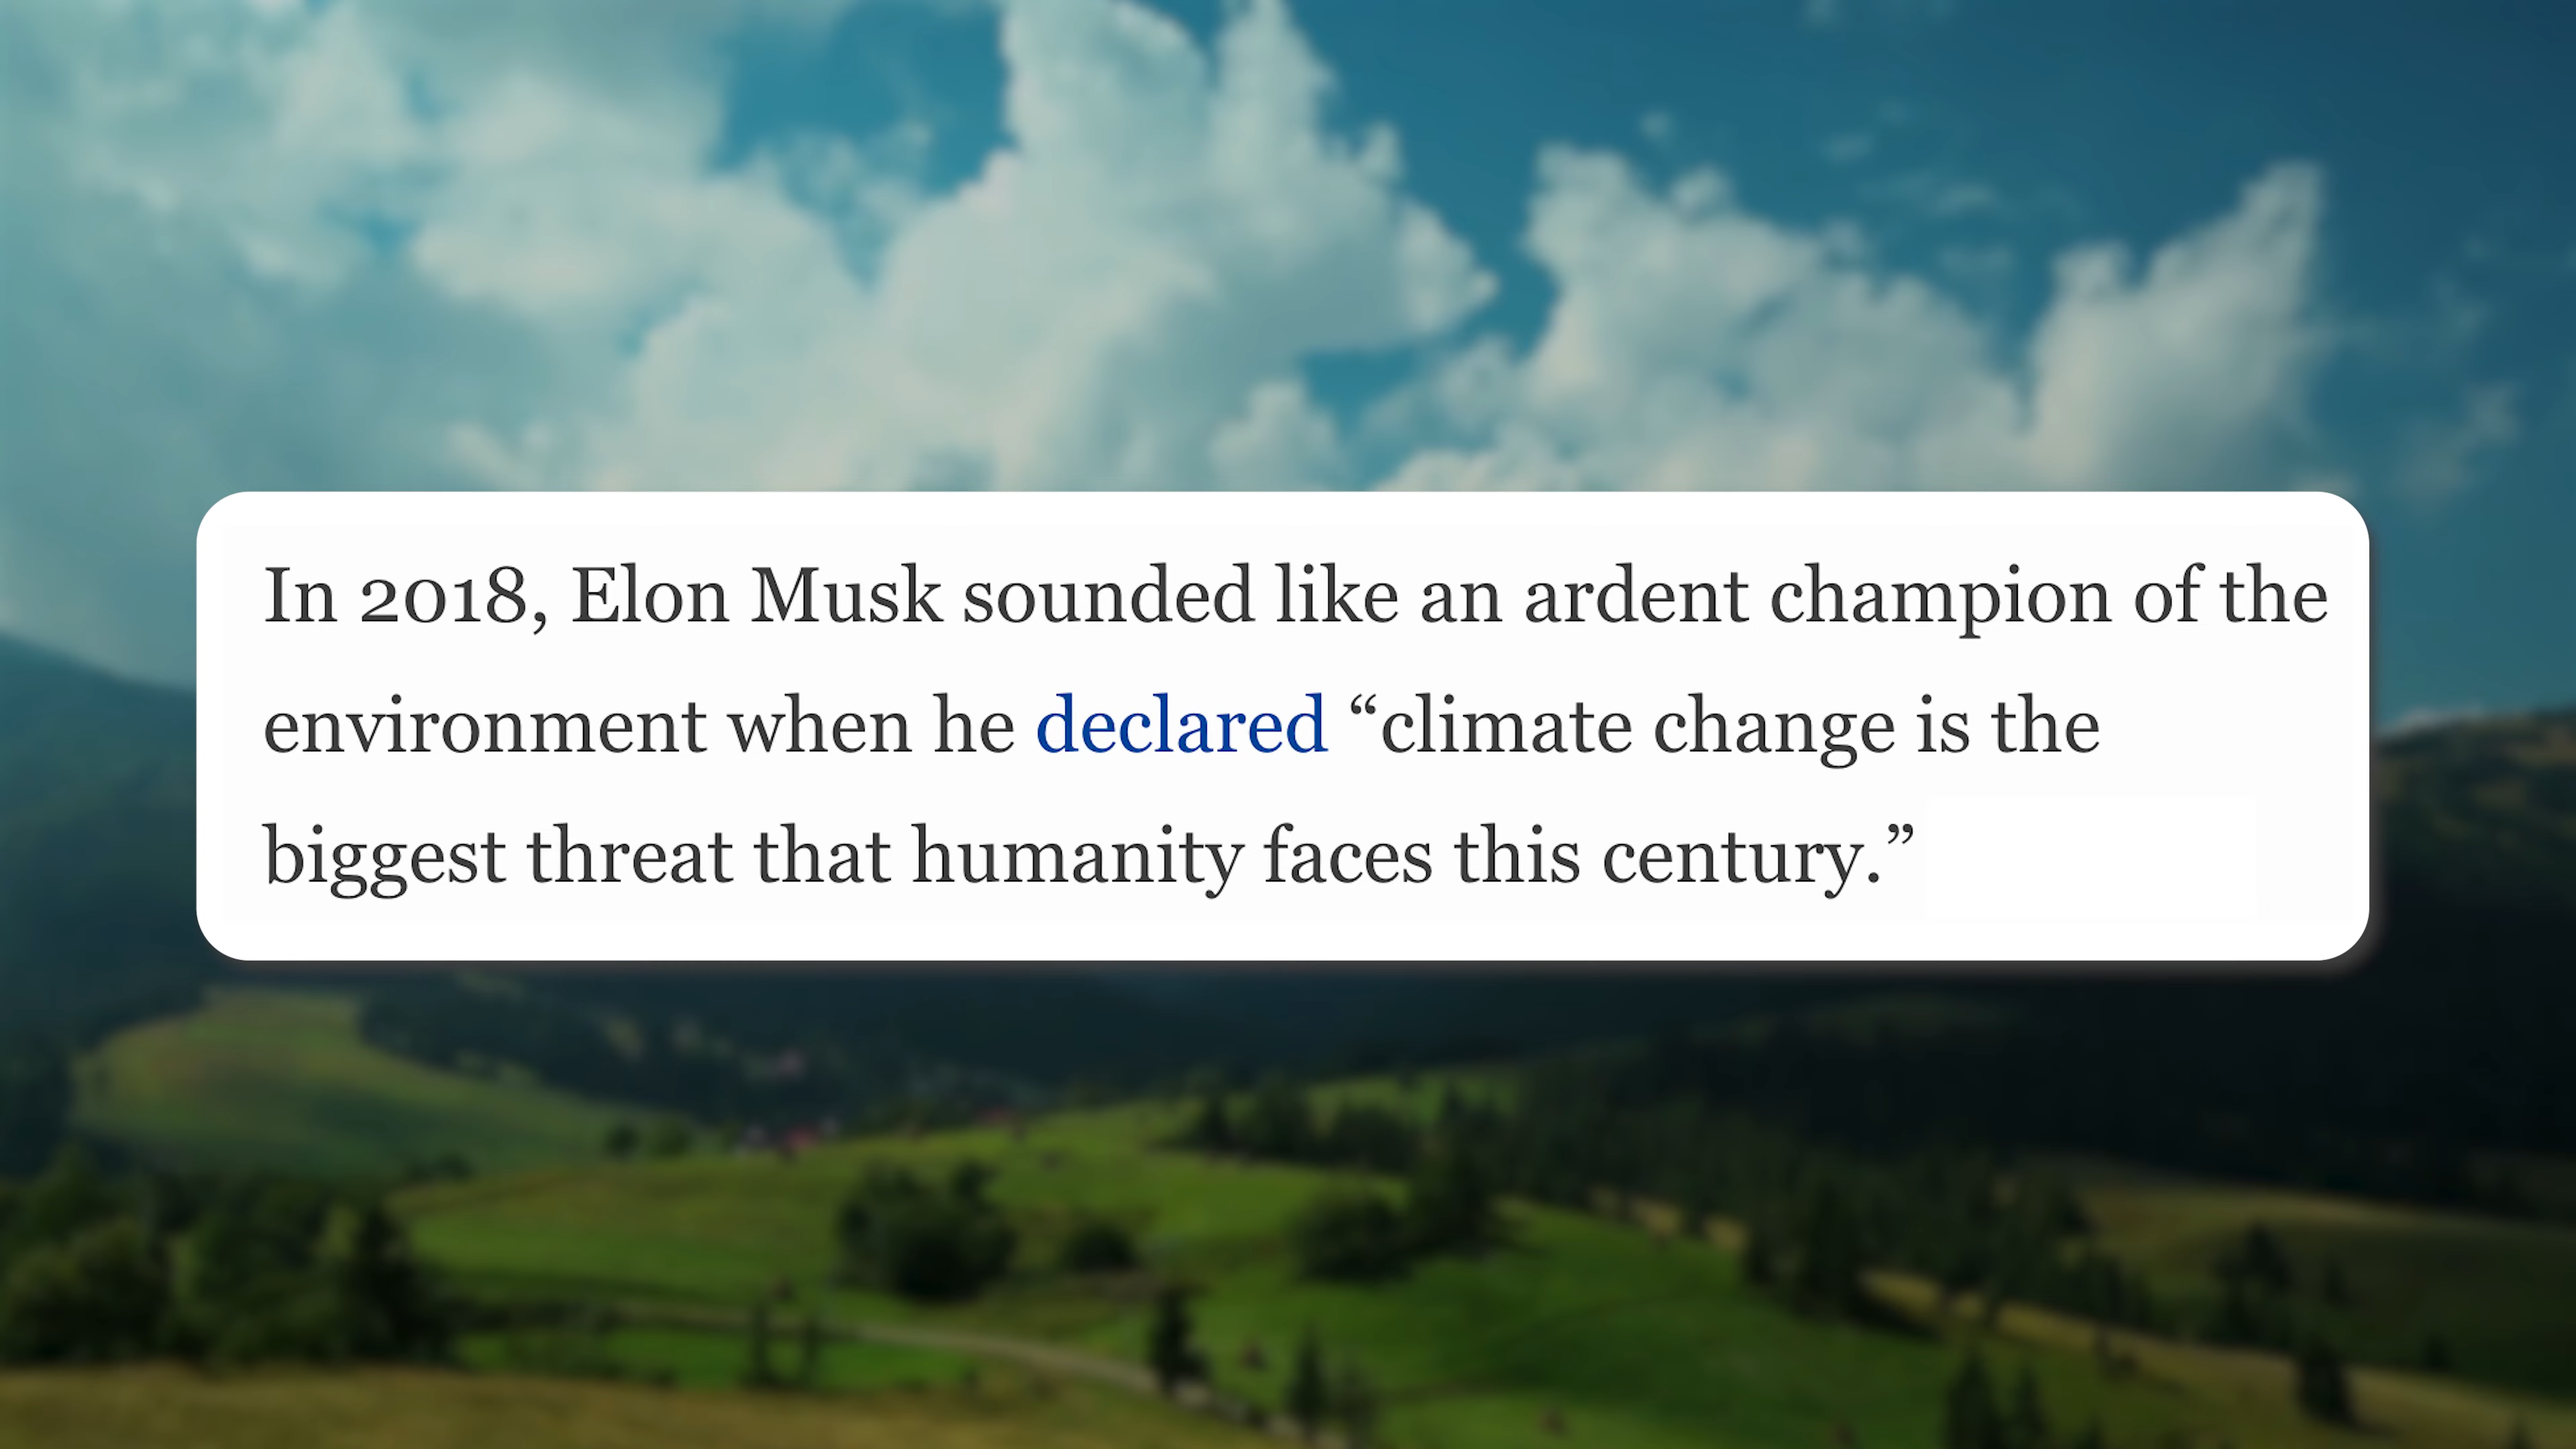 In 2018, Elon Musk sounded like an ardent champion of the
environment when he declared “climate change is the
biggest threat that humanity faces this century.”